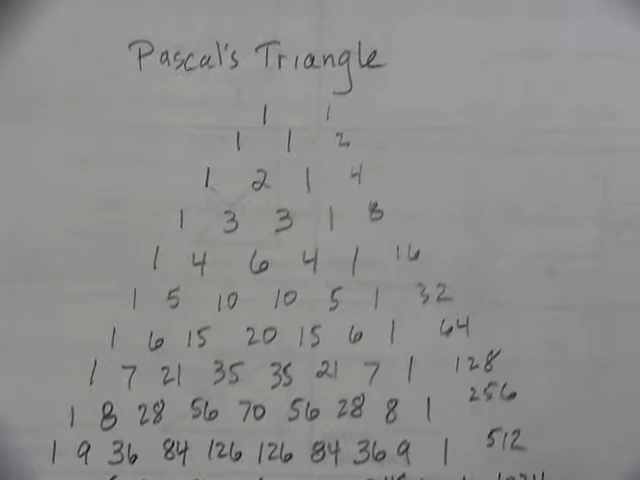 Pascal's Triangle
1 1
1 1 2
1 2 1 4
1 3 3 1 8
1 4 6 4 1 16
1 5 10 10 5 1 32
1 6 15 20 15 6 1 64
1 7 21 35 35 21 7 1 128
1 8 28 56 70 56 28 8 1 256
1 9 36 84 126 126 84 36 9 1 512